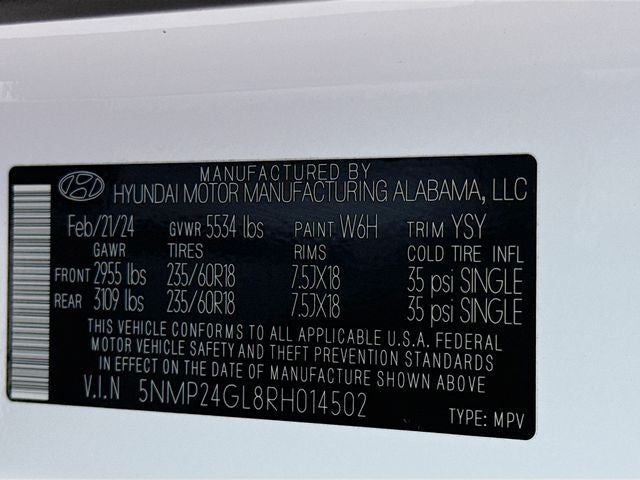 MANUFACTURED BY
HYUNDAI MOTOR MANUFACTURING ALABAMA, LLC
Feb/21/24 GVWR 5534 lbs PAINT W6H TRIM YSY
GAWR TIRES RIMS COLD TIRE INFL
FRONT 2955 lbs 235/60R18 7.5JX18 35 psi SINGLE
REAR 3109 lbs 235/60R18 7.5JX18 35 psi SINGLE
THIS VEHICLE CONFORMS TO ALL APPLICABLE U.S.A. FEDERAL
MOTOR VEHICLE SAFETY AND THEFT PREVENTION STANDARDS
IN EFFECT ON THE DATE OF MANUFACTURE SHOWN ABOVE.
V.I.N 5NMP24GL8RH014502
TYPE: MPV